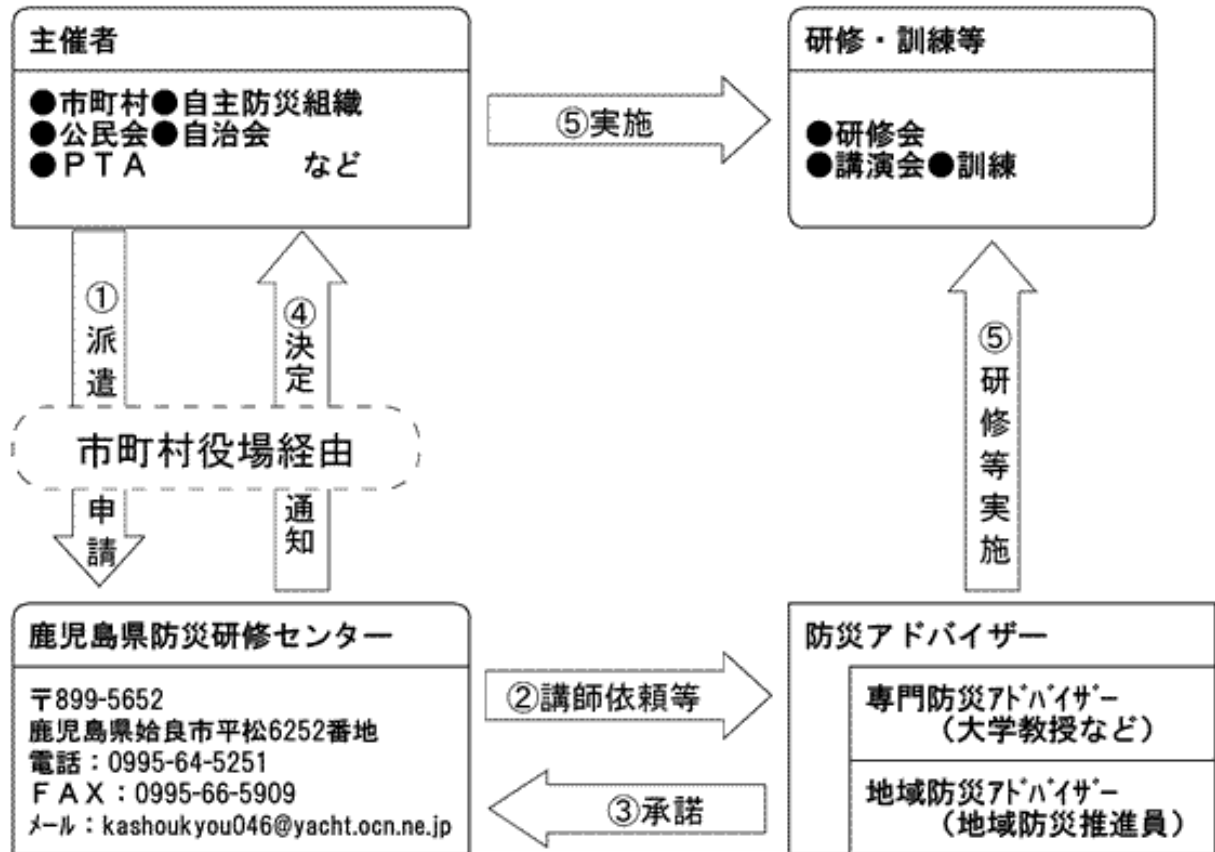 主催者
●市町村●自主防災組織
●公民会●自治会
●ＰＴＡ　　　　　など
⑤実施
研修・訓練等
●研修会
●講演会●訓練
①派遣申請
④決定通知
市町村役場経由
⑤研修等実施
鹿児島県防災研修センター
〒899-5652
鹿児島県姶良市平松6252番地
電話：0995-64-5251
ＦＡＸ：0995-66-5909
ﾒｰﾙ：kashoukyou046@yacht.ocn.ne.jp
②講師依頼等
③承諾
防災アドバイザー
専門防災ｱﾄﾞﾊﾞｲｻﾞｰ
（大学教授など）
地域防災ｱﾄﾞﾊﾞｲｻﾞｰ
（地域防災推進員）